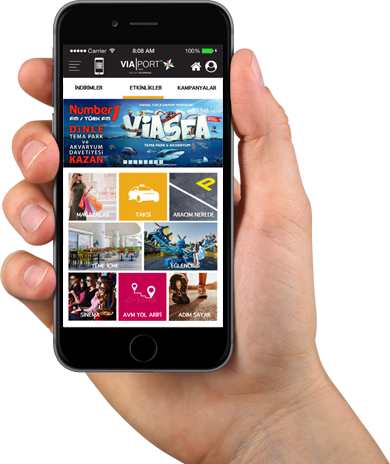 Carrier 8:08 AM 100%
VIA|PORT
İNDİRİMLER ETKİNLİKLER KAMPANYALAR
Number1
FM / TÜRK FM
DİNLE
TEMA PARK
VE
AKVARYUM
DAVETİYESİ
KAZAN
VIASEA
TEMA PARK & AKVARYUM
MAĞAZALAR TAKSİ ARACIM NEREDE
YEME İÇME EĞLENCE
SİNEMA AVM YOL TARİFİ ADIM SAYAR